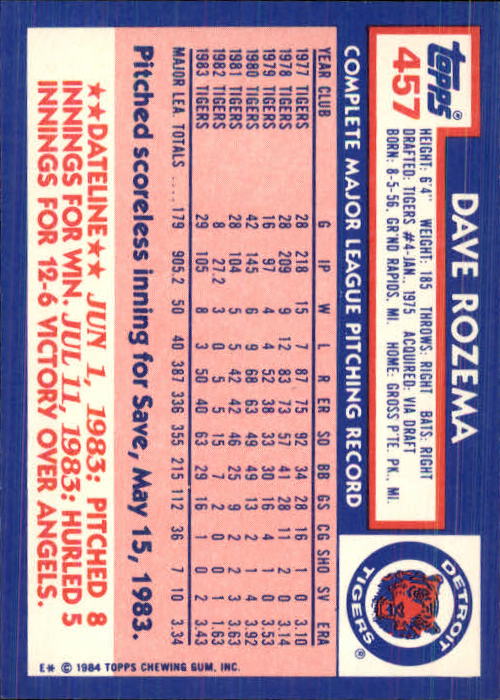 topps®
457
DAVE ROZEMA
HEIGHT: 6'4" WEIGHT: 185 THROWS: RIGHT BATS: RIGHT
DRAFTED: TIGERS #4-JAN., 1975 ACQUIRED: VIA DRAFT
BORN: 8-5-56, GR'ND RAPIDS, MI. HOME: GROSS P'TE. PK., MI.
DETROIT
TIGERS®
COMPLETE MAJOR LEAGUE PITCHING RECORD
YEAR CLUB G IP W L R ER SO BB GS CG SHO SV ERA
1977 TIGERS 28 218 15 7 87 75 92 34 28 16 1 0 3.10
1978 TIGERS 28 209 9 12 83 73 57 41 28 11 2 0 3.14
1979 TIGERS 16 97 4 4 52 38 33 30 16 4 1 0 3.53
1980 TIGERS 42 145 6 9 68 63 49 49 13 2 1 4 3.92
1981 TIGERS 28 104 5 5 42 42 46 25 9 2 2 3 3.63
1982 TIGERS 8 27.2 3 0 5 5 15 7 2 0 0 1 1.63
1983 TIGERS 29 105 8 3 50 40 63 29 16 1 0 2 3.43
MAJOR LEA. TOTALS .... 179 905.2 50 40 387 336 355 215 112 36 7 10 3.34
Pitched scoreless inning for Save, May 15, 1983.
★★DATELINE★★ JUN 1, 1983: PITCHED 8
INNINGS FOR WIN. JUL 11, 1983: HURLED 5
INNINGS FOR 12-6 VICTORY OVER ANGELS.
E* © 1984 TOPPS CHEWING GUM, INC.